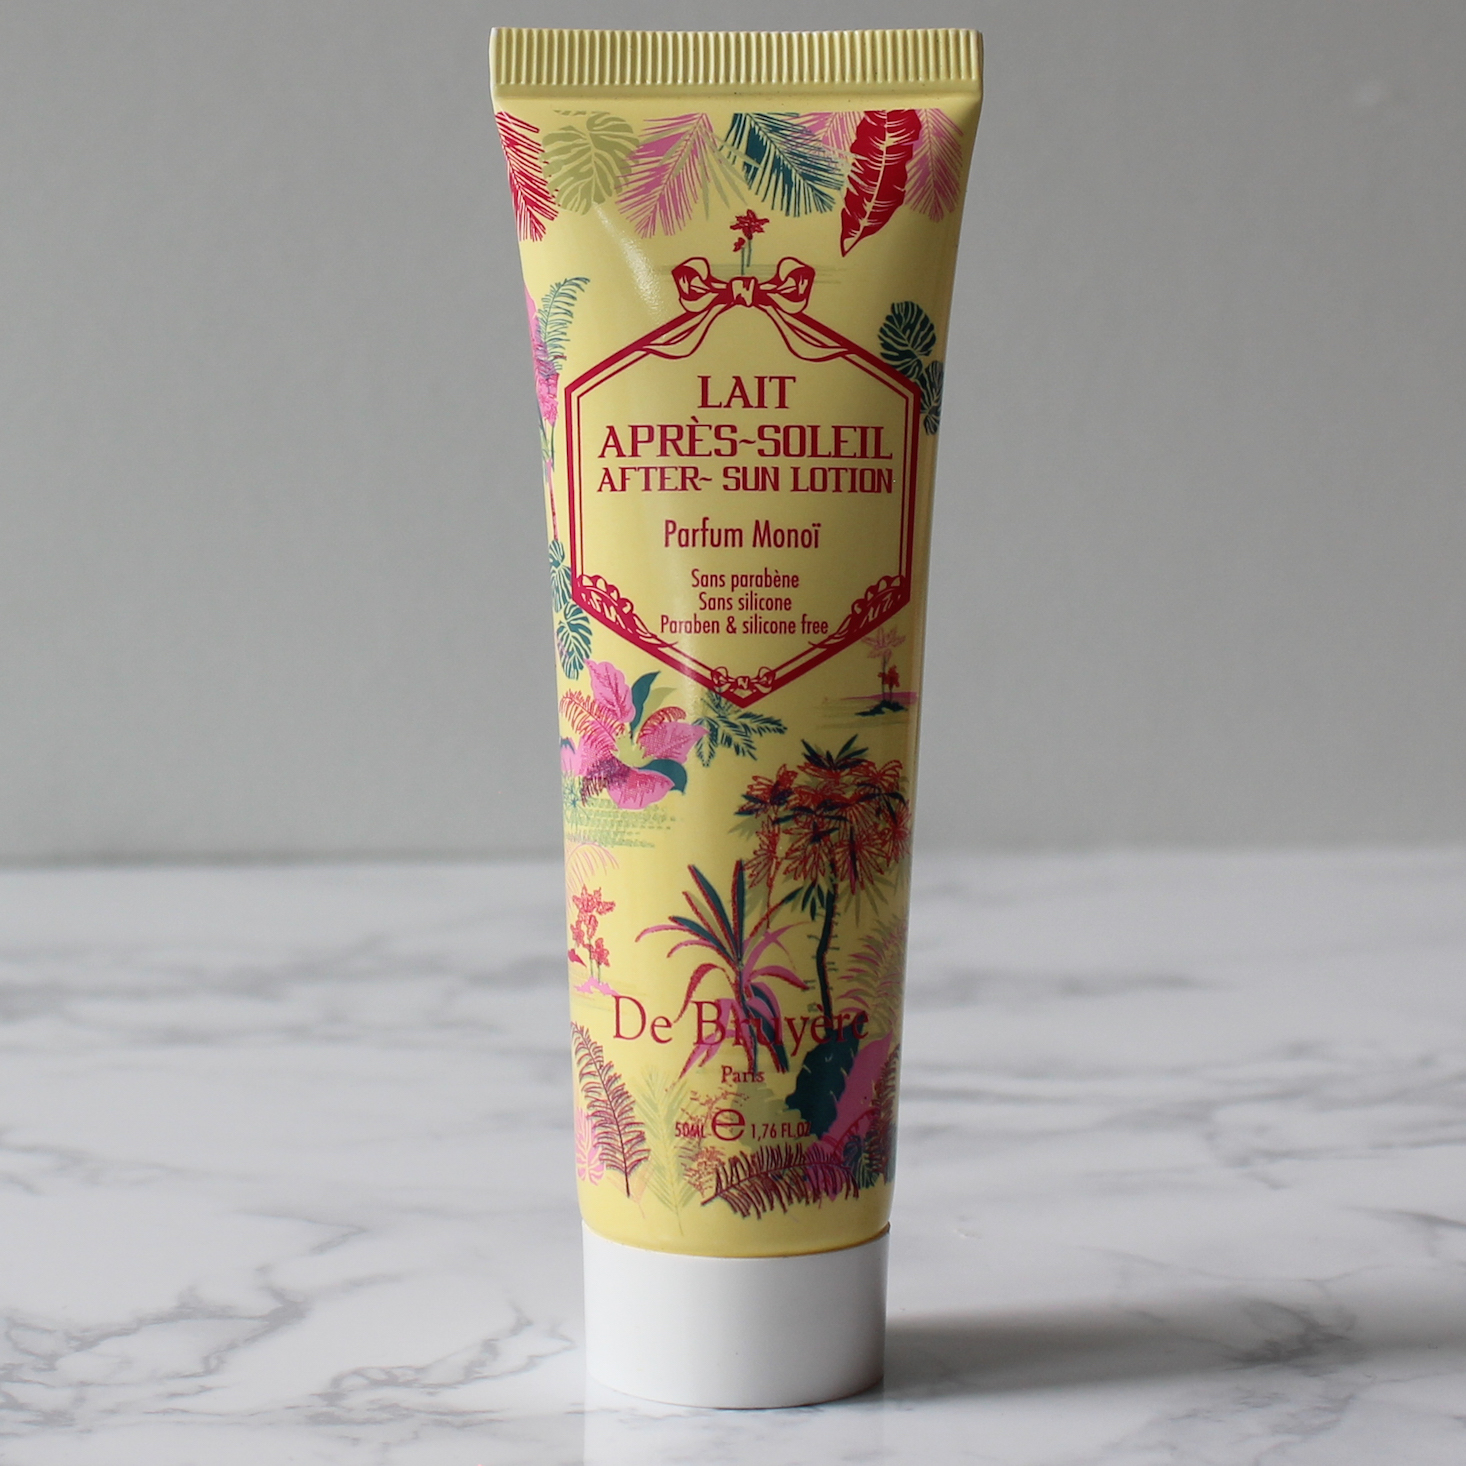 LAIT
APRÈS~SOLEIL
AFTER~ SUN LOTION
Parfum Monoï
Sans parabène
Sans silicone
Paraben & silicone free
De Bruyère
Paris
50ML e 1,76 FL.OZ